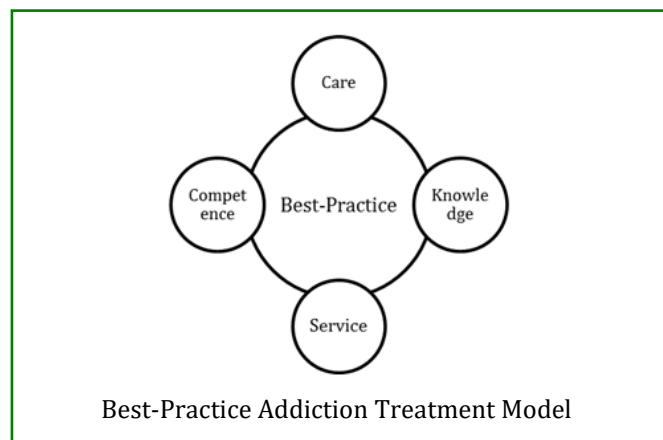 Care
Compet
ence
Best-Practice
Knowle
dge
Service
Best-Practice Addiction Treatment Model